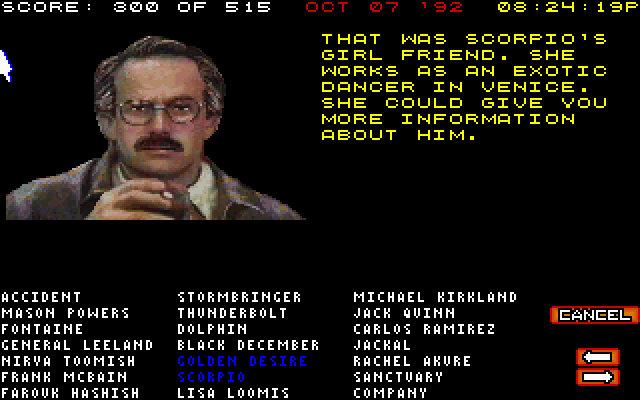 SCORE: 300 OF 515 OCT 07 '92 08:24:19P
THAT WAS SCORPIO'S
GIRL FRIEND. SHE
WORKS AS AN EXOTIC
DANCER IN VENICE.
SHE COULD GIVE YOU
MORE INFORMATION
ABOUT HIM.
ACCIDENT STORMBRINGER MICHAEL KIRKLAND
MASON POWERS THUNDERBOLT JACK QUINN
FONTAINE DOLPHIN CARLOS RAMIREZ
GENERAL LEELAND BLACK DECEMBER JACKAL
NIRYA TOOMISH GOLDEN DESIRE RACHEL AKURE
FRANK MCBAIN SCORPIO SANCTUARY
FAROUK HASHISH LISA LOOMIS COMPANY
CANCEL